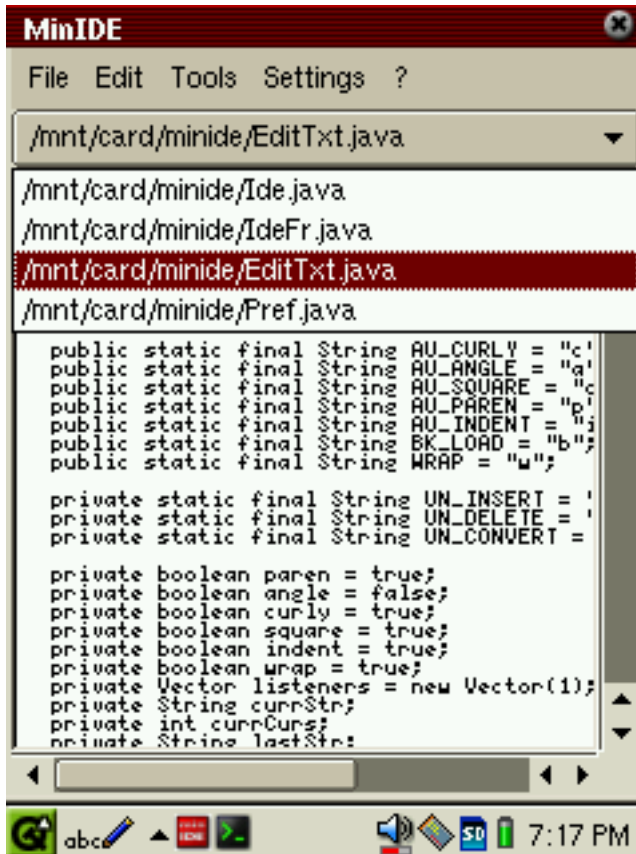 MinIDE
File Edit Tools Settings ?
/mnt/card/minide/EditTxt.java
/mnt/card/minide/Ide.java
/mnt/card/minide/IdeFr.java
/mnt/card/minide/EditTxt.java
/mnt/card/minide/Pref.java
public static final String AU_CURLY = "c'
public static final String AU_ANGLE = "a'
public static final String AU_SQUARE = "
public static final String AU_PAREN = "p'
public static final String AU_INDENT = "i
public static final String BK_LOAD = "b";
public static final String WRAP = "w";
private static final String UN_INSERT = '
private static final String UN_DELETE = '
private static final String UN_CONVERT =
private boolean paren = true;
private boolean angle = false;
private boolean curly = true;
private boolean square = true;
private boolean indent = true;
private boolean wrap = true;
private Vector listeners = new Vector(1);
private String currStr;
private int currCurs;
private String lastStr;
abc SD 7:17 PM